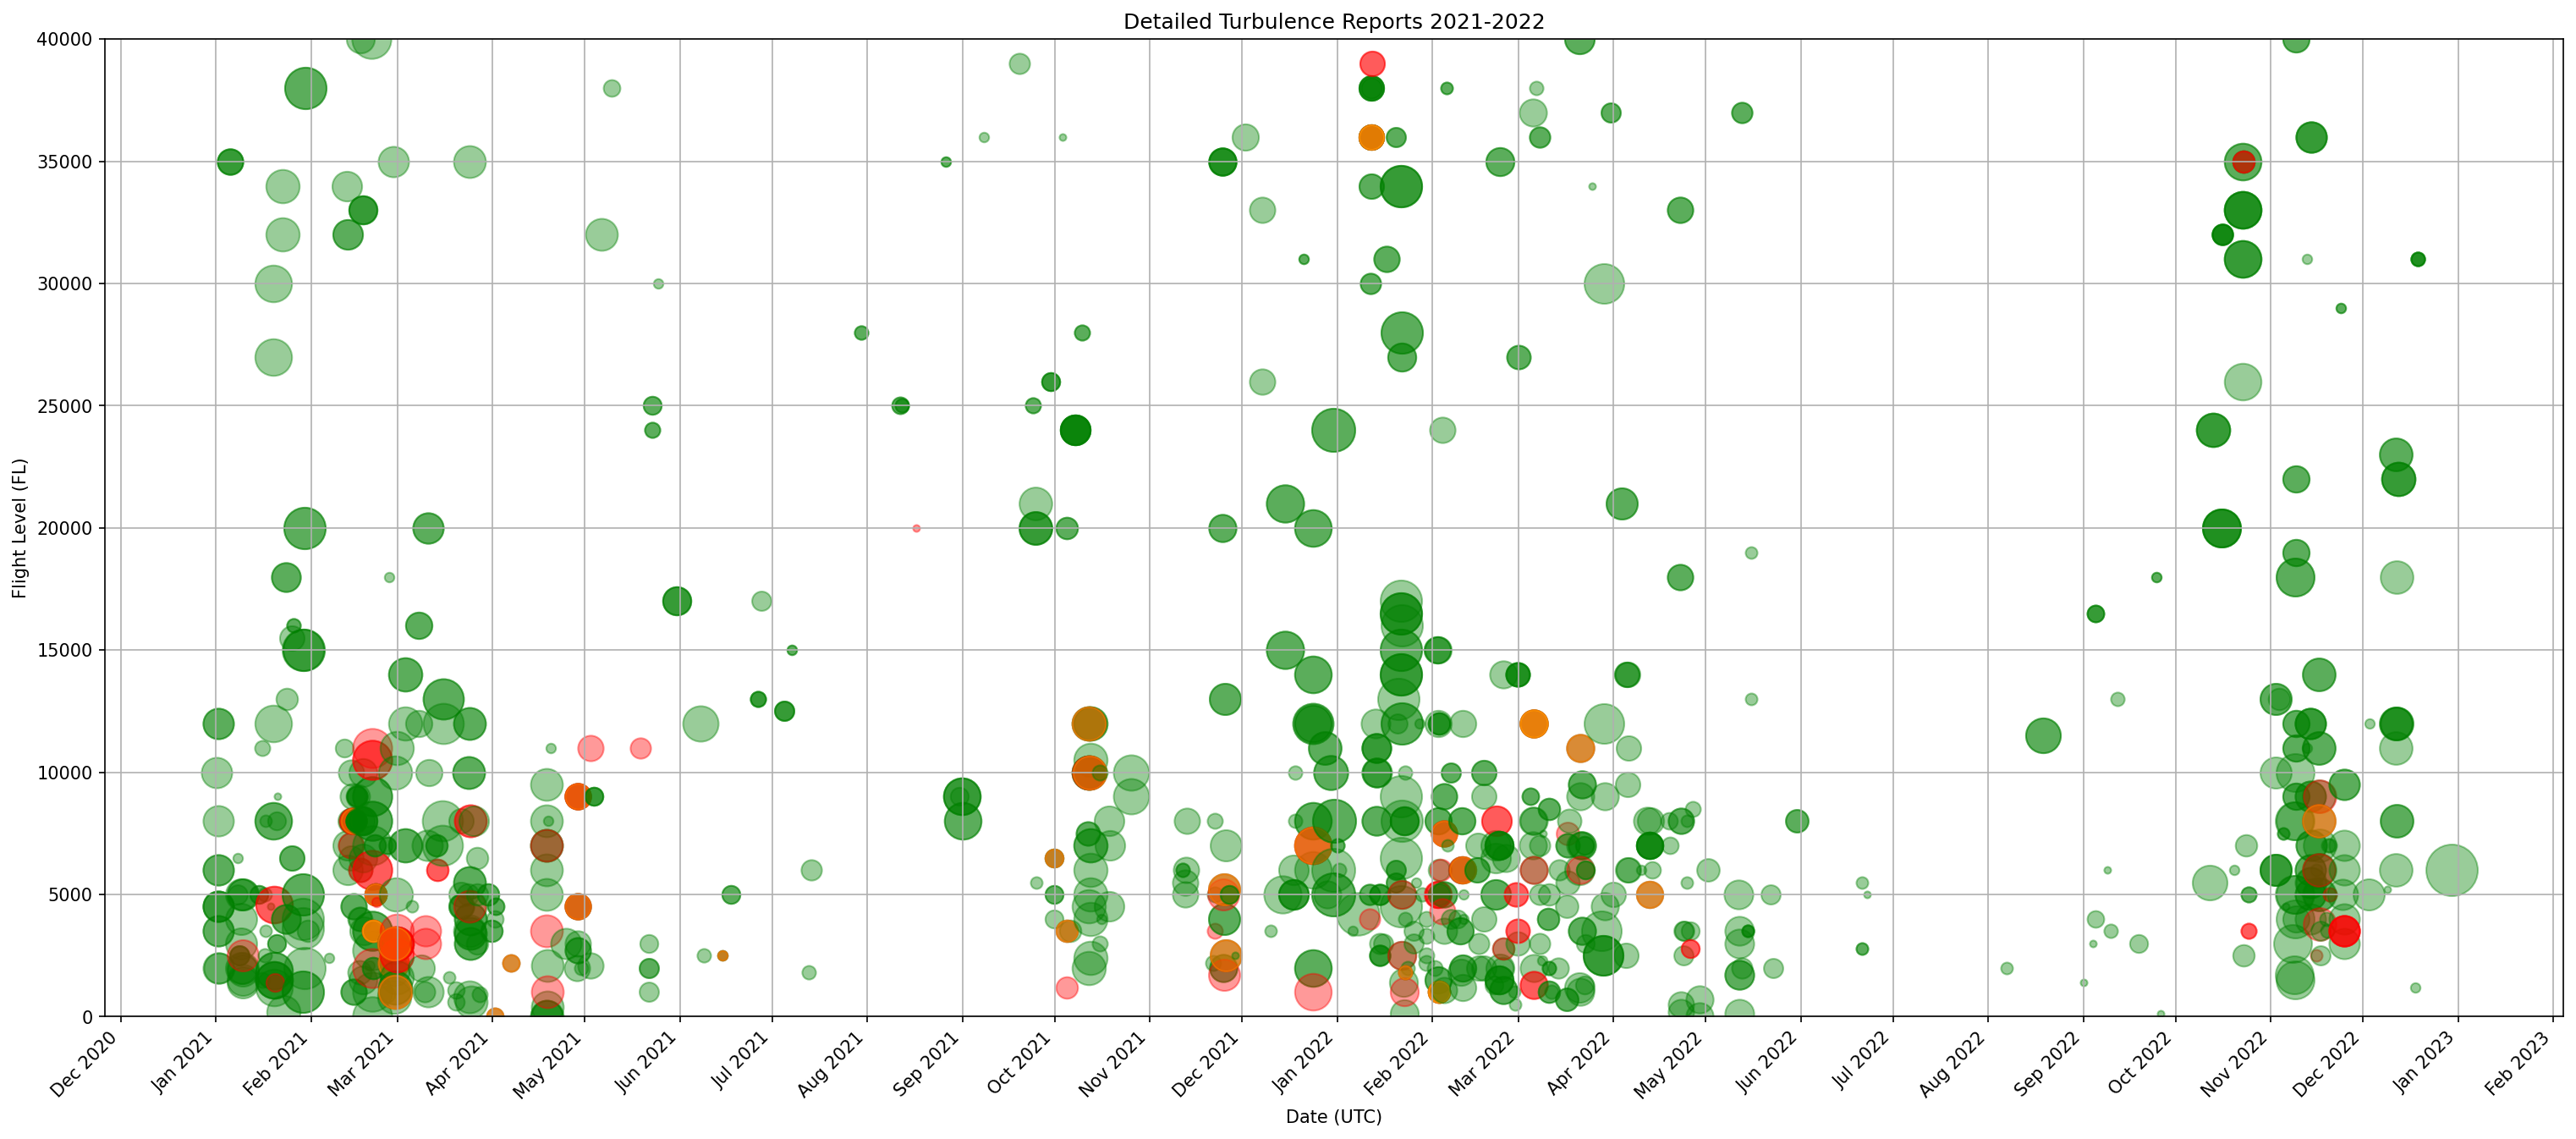 Detailed Turbulence Reports 2021-2022
40000
35000
30000
25000
20000
15000
10000
5000
0
Flight Level (FL)
Dec 2020
Jan 2021
Feb 2021
Mar 2021
Apr 2021
May 2021
Jun 2021
Jul 2021
Aug 2021
Sep 2021
Oct 2021
Nov 2021
Dec 2021
Jan 2022
Feb 2022
Mar 2022
Apr 2022
May 2022
Jun 2022
Jul 2022
Aug 2022
Sep 2022
Oct 2022
Nov 2022
Dec 2022
Jan 2023
Feb 2023
Date (UTC)